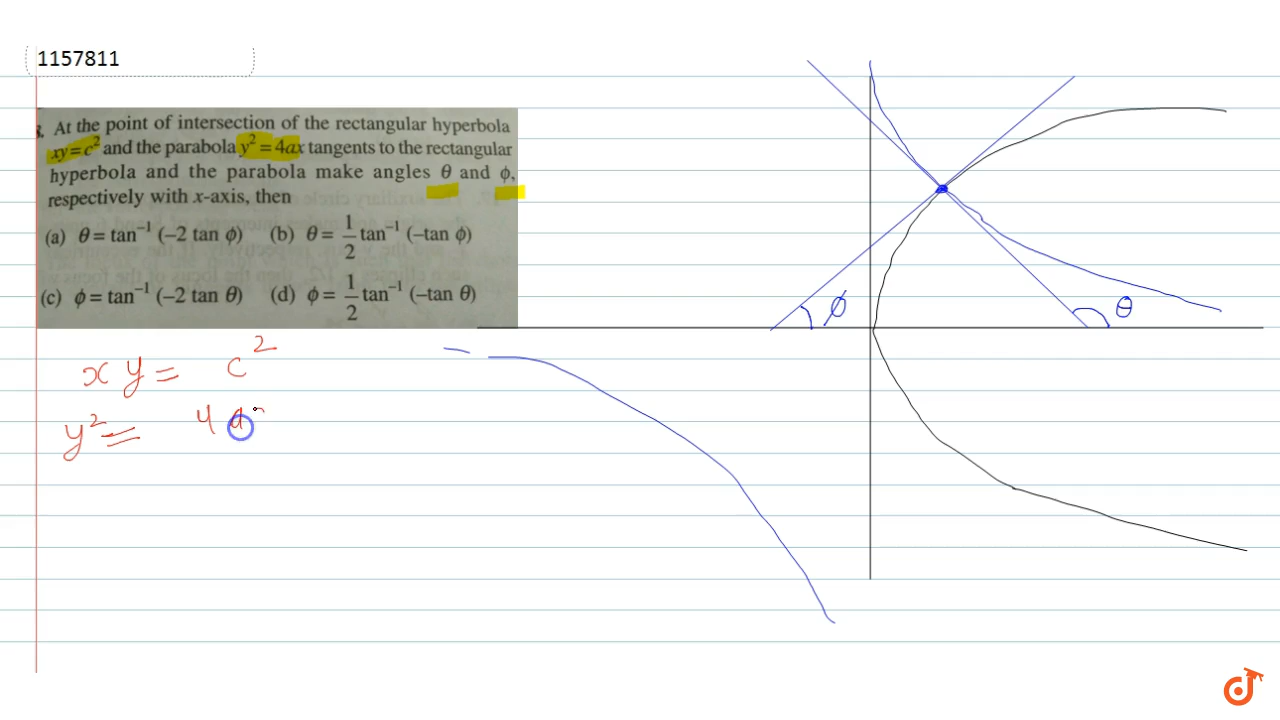 1157811
3. At the point of intersection of the rectangular hyperbola
xy = c² and the parabola y² = 4ax tangents to the rectangular
hyperbola and the parabola make angles θ and ϕ,
respectively with x-axis, then
(a) θ = tan⁻¹ (–2 tan ϕ) (b) θ = 1/2 tan⁻¹ (–tan ϕ)
(c) ϕ = tan⁻¹ (–2 tan θ) (d) ϕ = 1/2 tan⁻¹ (–tan θ)
x y = c²
y² = 4 a
ϕ
θ